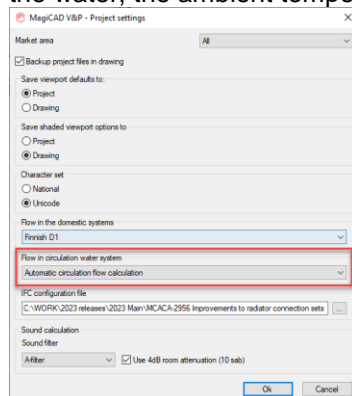 the water, the ambient tempe
MagiCAD V&P - Project settings
Market area All
Backup project files in drawing
Save viewport defaults to:
Project
Drawing
Save shaded viewport options to
Project
Drawing
Character set
National
Unicode
Flow in the domestic systems
Finnish D1
Flow in circulation water system
Automatic circulation flow calculation
IFC configuration file
C:\WORK\2023 releases\2023 Main\MCACA-2956 Improvements to radiator connection sets ...
Sound calculation
Sound filter
A-filter Use 4dB room attenuation (10 sab)
Ok Cancel